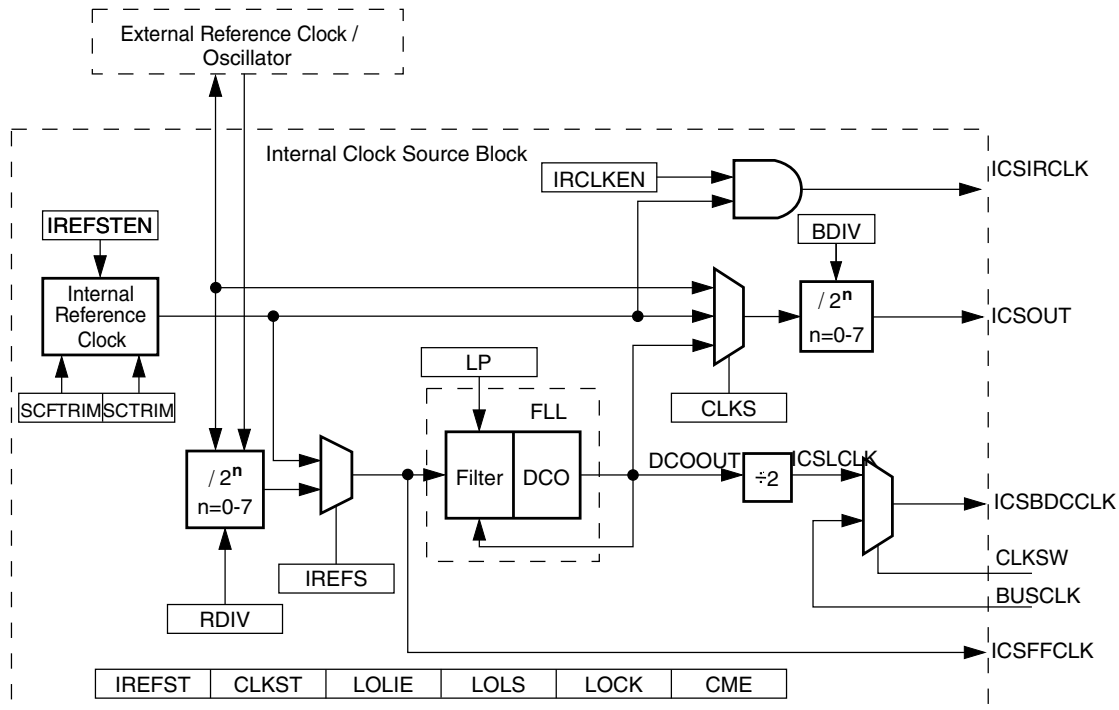 External Reference Clock /
Oscillator
Internal Clock Source Block
IRCLKEN
ICSIRCLK
IREFSTEN
BDIV
Internal
Reference
Clock
/ 2ⁿ
n=0-7
ICSOUT
LP
SCFTRIM
SCTRIM
CLKS
FLL
/ 2ⁿ
n=0-7
Filter
DCO
DCOOUT
÷2
ICSLCLK
ICSBDCCLK
IREFS
CLKSW
RDIV
BUSCLK
ICSFFCLK
IREFST
CLKST
LOLIE
LOLS
LOCK
CME